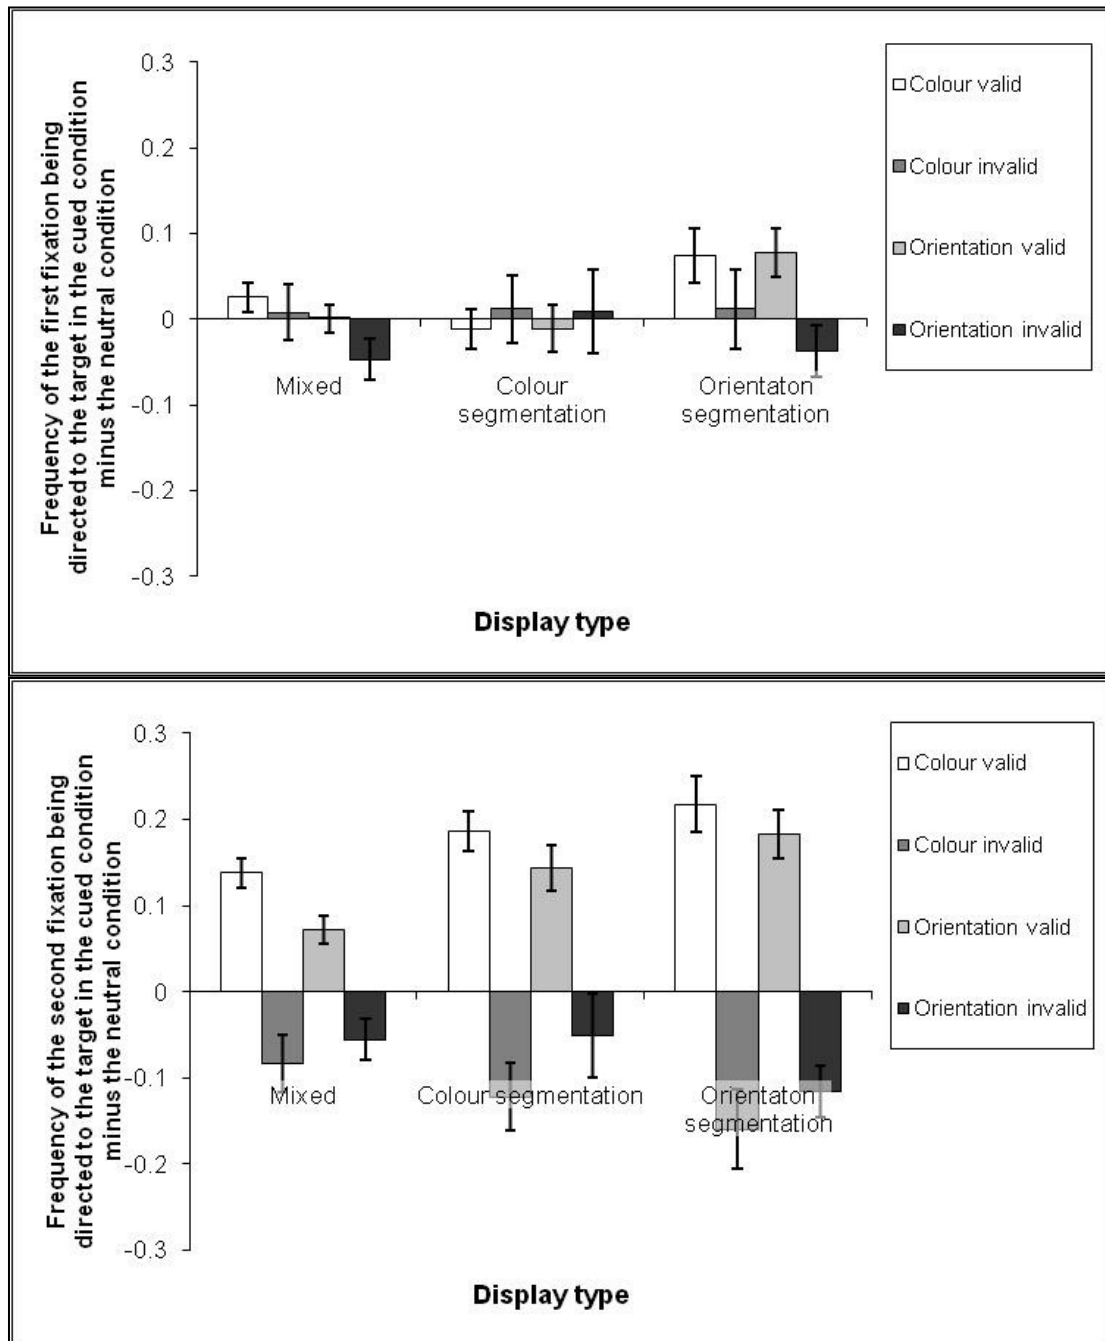 Frequency of the first fixation being
directed to the target in the cued condition
minus the neutral condition
0.3
0.2
0.1
0
-0.1
-0.2
-0.3
Mixed
Colour
segmentation
Orientaton
segmentation
Display type
Colour valid
Colour invalid
Orientation valid
Orientation invalid
Frequency of the second fixation being
directed to the target in the cued condition
minus the neutral condition
0.3
0.2
0.1
0
-0.1
-0.2
-0.3
Mixed
Colour segmentation
Orientaton
segmentation
Display type
Colour valid
Colour invalid
Orientation valid
Orientation invalid